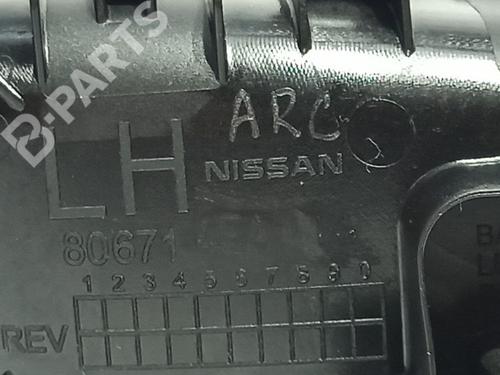 B-PARTS
ARC
LH NISSAN
80671
1 2 3 4 5 6 7 8 9 0
REV